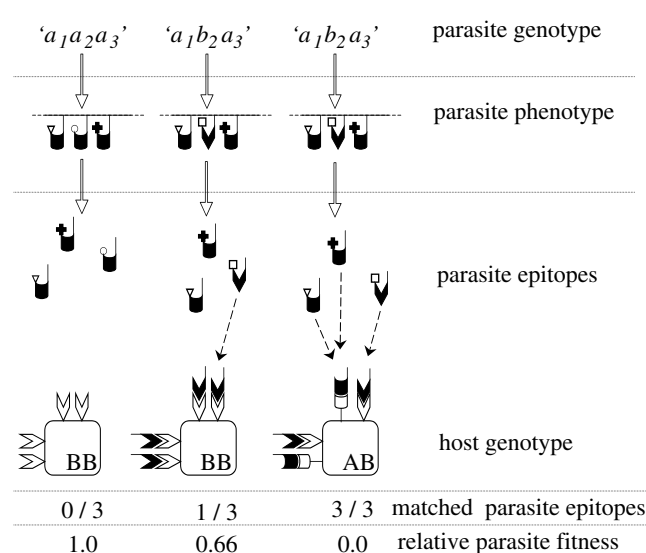 ‘a₁a₂a₃’ ‘a₁b₂a₃’ ‘a₁b₂a₃’ parasite genotype
parasite phenotype
parasite epitopes
BB BB AB host genotype
0 / 3 1 / 3 3 / 3 matched parasite epitopes
1.0 0.66 0.0 relative parasite fitness